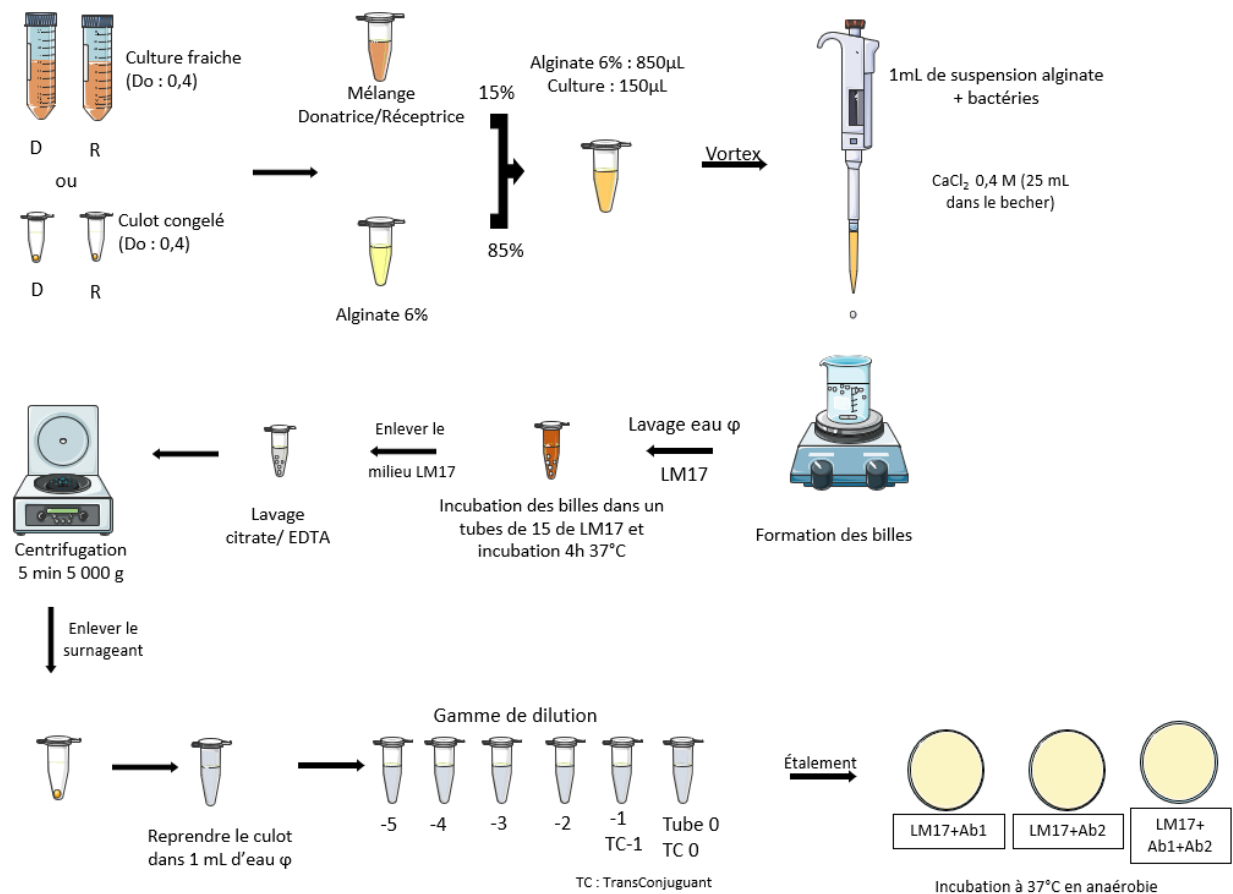 Culture fraiche
(Do : 0,4)
D
R
ou
Culot congelé
(Do : 0,4)
D
R
Mélange
Donatrice/Réceptrice
Alginate 6%
15%
85%
Alginate 6% : 850µL
Culture : 150µL
Vortex
1mL de suspension alginate
+ bactéries
CaCl₂ 0,4 M (25 mL
dans le becher)
Formation des billes
Lavage eau φ
LM17
Incubation des billes dans un
tubes de 15 de LM17 et
incubation 4h 37°C
Enlever le
milieu LM17
Lavage
citrate/ EDTA
Centrifugation
5 min 5 000 g
Enlever le
surnageant
Reprendre le culot
dans 1 mL d'eau φ
Gamme de dilution
-5
-4
-3
-2
-1
TC-1
Tube 0
TC 0
TC : TransConjuguant
Étalement
LM17+Ab1
LM17+Ab2
LM17+
Ab1+Ab2
Incubation à 37°C en anaérobie